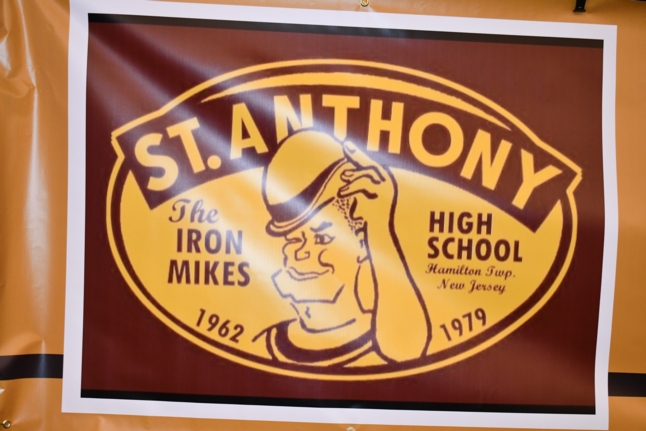 ST. ANTHONY
The
IRON
MIKES
HIGH
SCHOOL
Hamilton Twp.
New Jersey
1962
1979